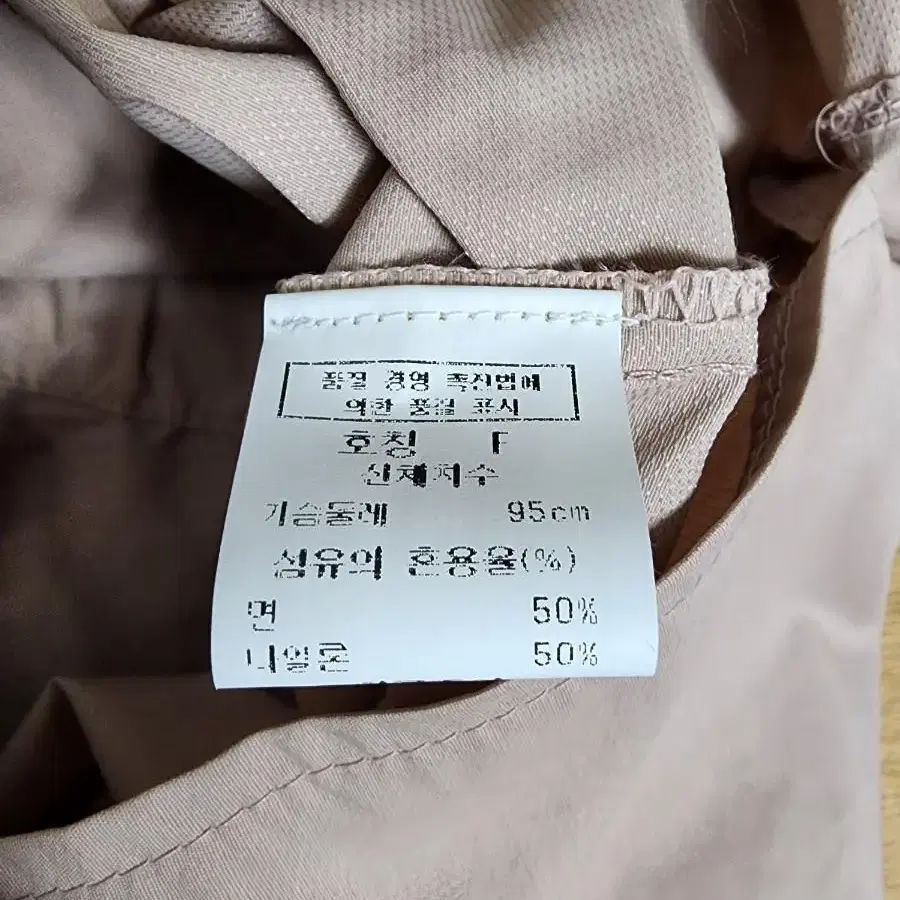 품질 경영 촉진법에
의한 품질 표시
호칭 F
신체치수
가슴둘레 95cm
섬유의 혼용율(%)
면 50%
나일론 50%